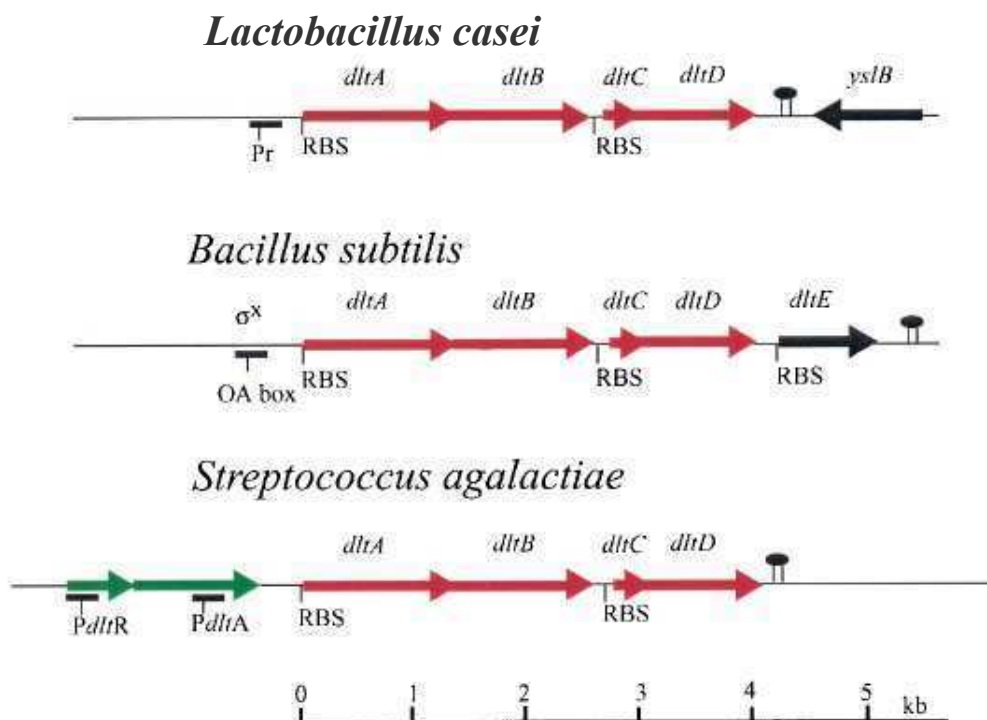 Lactobacillus casei
dltA dltB dltC dltD yslB
Pr RBS RBS
Bacillus subtilis
σx dltA dltB dltC dltD dltE
OA box RBS RBS RBS
Streptococcus agalactiae
dltA dltB dltC dltD
PdltR PdltA RBS RBS
0 1 2 3 4 5 kb